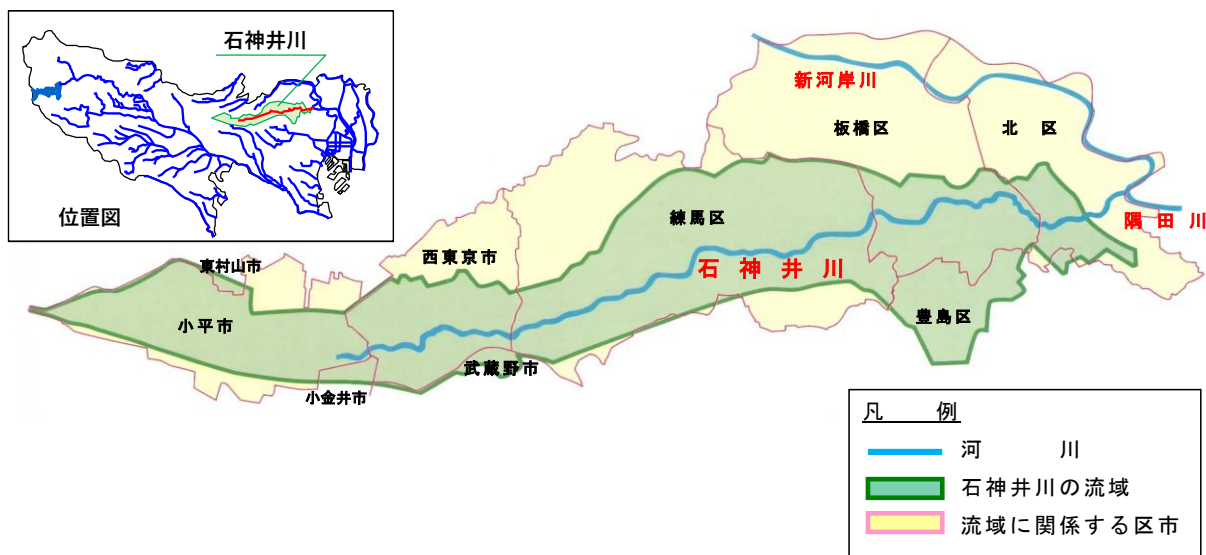 石神井川
位置図
新河岸川
板橋区
北 区
練馬区
隅 田 川
西東京市
東村山市
石 神 井 川
小平市
豊島区
武蔵野市
小金井市
凡 例
河 川
石神井川の流域
流域に関係する区市